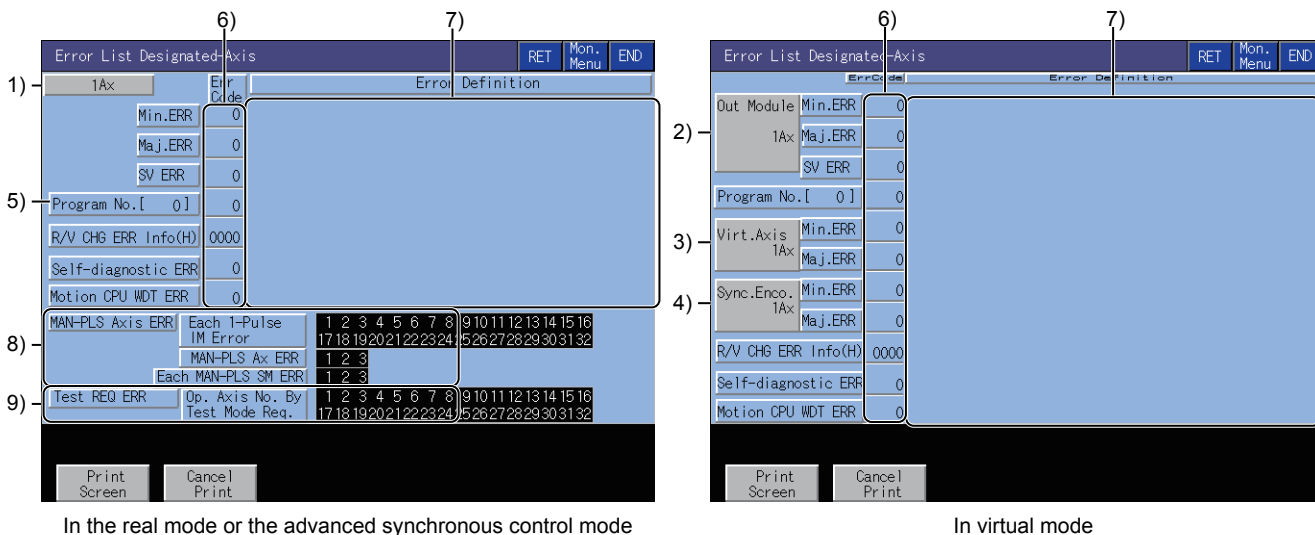 6) 7)
Error List Designated-Axis RET Mon. Menu END
1) 1Ax Err Code Error Definition
Min.ERR 0
Maj.ERR 0
SV ERR 0
5) Program No.[ 0] 0
R/V CHG ERR Info(H) 0000
Self-diagnostic ERR 0
Motion CPU WDT ERR 0
8) MAN-PLS Axis ERR Each 1-Pulse IM Error
1 2 3 4 5 6 7 8 9 10 11 12 13 14 15 16
17 18 19 20 21 22 23 24 25 26 27 28 29 30 31 32
MAN-PLS Ax ERR 1 2 3
Each MAN-PLS SM ERR 1 2 3
9) Test REQ ERR Op. Axis No. By Test Mode Req.
1 2 3 4 5 6 7 8 9 10 11 12 13 14 15 16
17 18 19 20 21 22 23 24 25 26 27 28 29 30 31 32
Print Screen Cancel Print
In the real mode or the advanced synchronous control mode
6) 7)
Error List Designated-Axis RET Mon. Menu END
ErrCode Error Definition
2) Out Module 1Ax
Min.ERR 0
Maj.ERR 0
SV ERR 0
Program No.[ 0] 0
3) Virt.Axis 1Ax
Min.ERR 0
Maj.ERR 0
4) Sync.Enco. 1Ax
Min.ERR 0
Maj.ERR 0
R/V CHG ERR Info(H) 0000
Self-diagnostic ERR 0
Motion CPU WDT ERR 0
Print Screen Cancel Print
In virtual mode